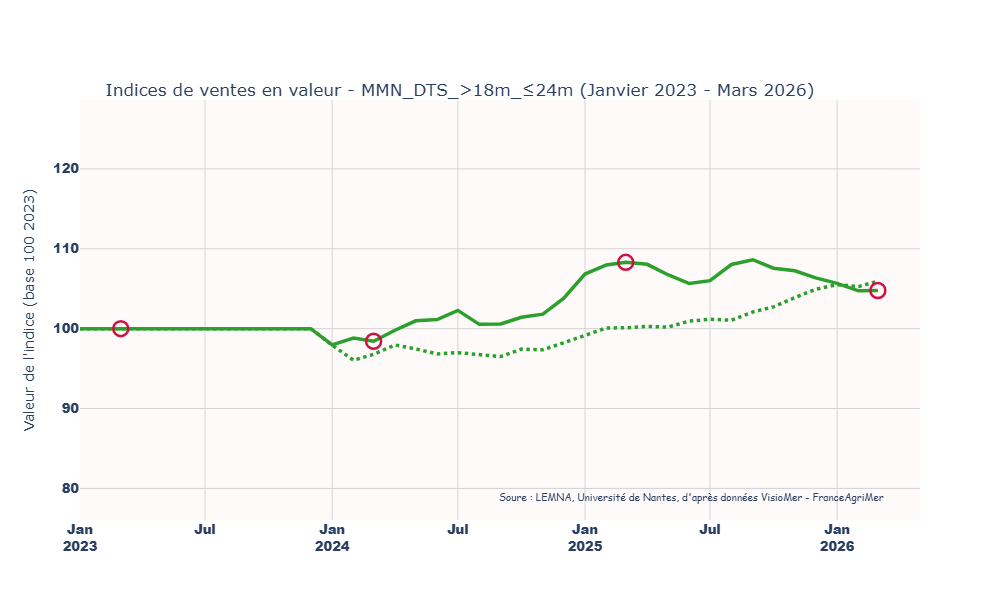 Indices de ventes en valeur - MMN_DTS_>18m_≤24m (Janvier 2023 - Mars 2026)
Valeur de l'indice (base 100 2023)
120
110
100
90
80
Soure : LEMNA, Université de Nantes, d'après données VisioMer - FranceAgriMer
Jan Jul Jan Jul Jan Jul Jan
2023 2024 2025 2026